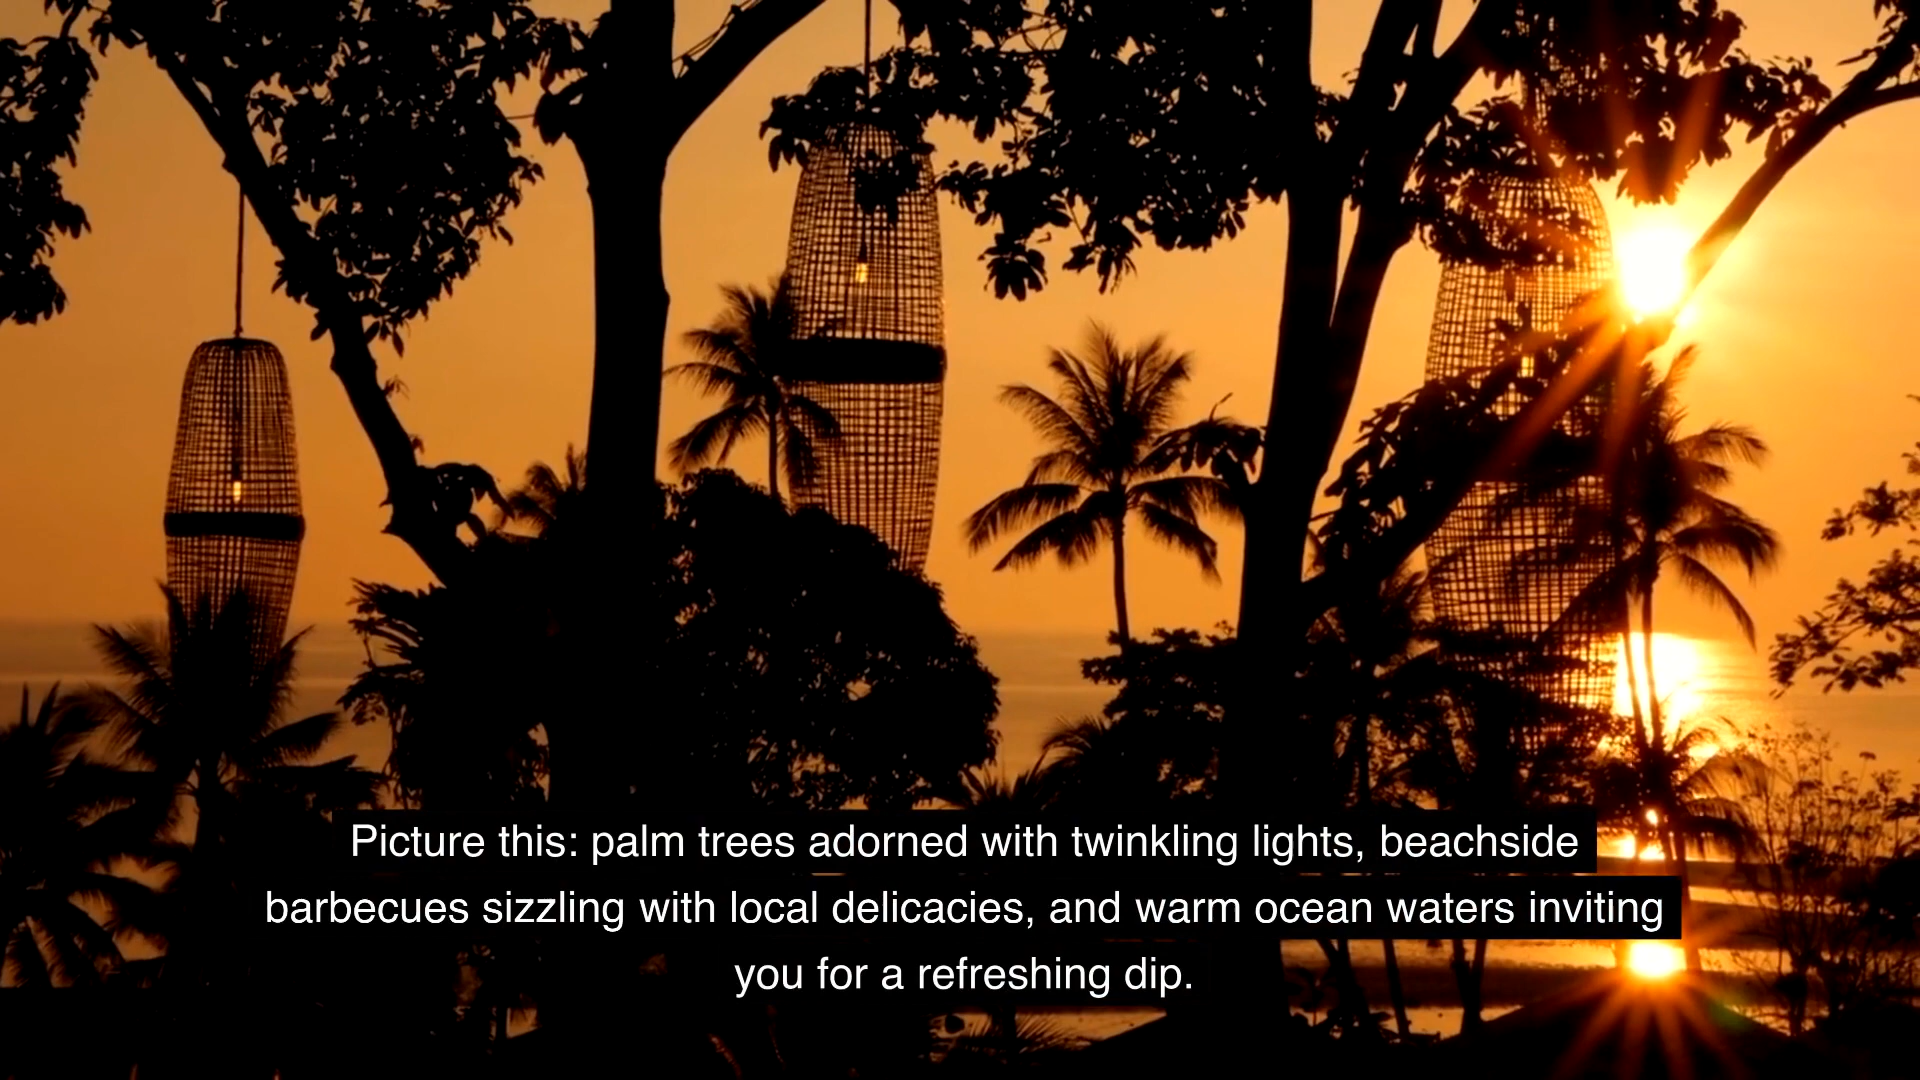 Picture this: palm trees adorned with twinkling lights, beachside
barbecues sizzling with local delicacies, and warm ocean waters inviting
you for a refreshing dip.